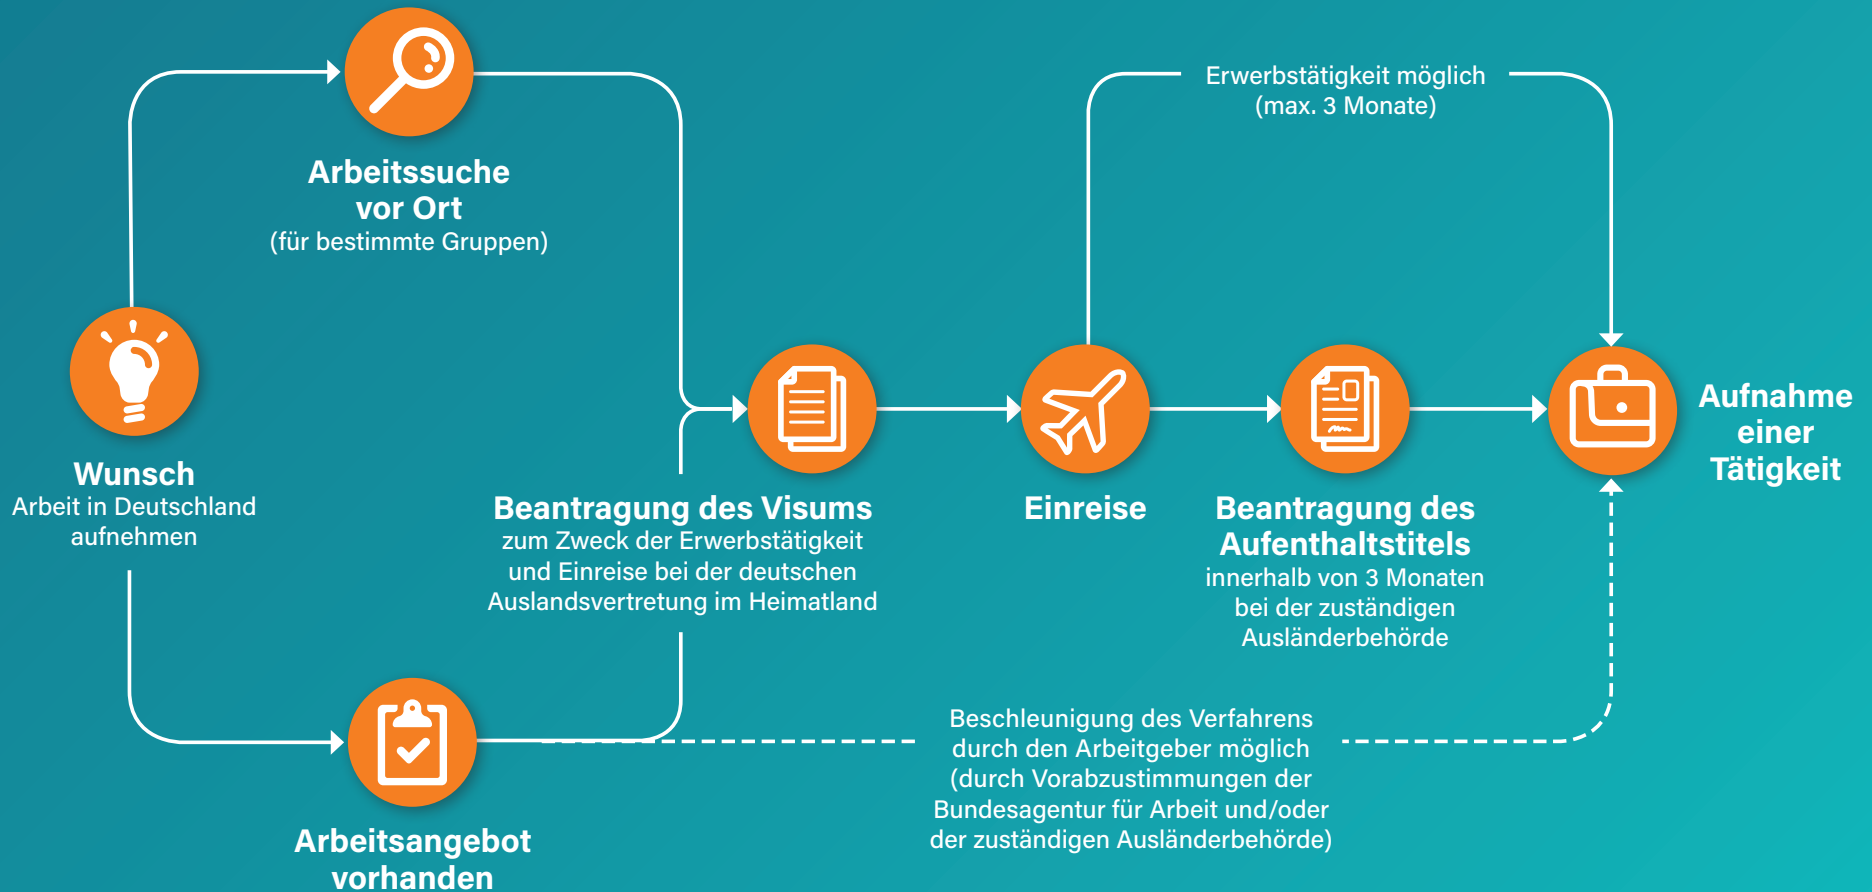 Arbeitssuche
vor Ort
(für bestimmte Gruppen)
Erwerbstätigkeit möglich
(max. 3 Monate)
Wunsch
Arbeit in Deutschland
aufnehmen
Beantragung des Visums
zum Zweck der Erwerbstätigkeit
und Einreise bei der deutschen
Auslandsvertretung im Heimatland
Einreise
Beantragung des
Aufenthaltstitels
innerhalb von 3 Monaten
bei der zuständigen
Ausländerbehörde
Aufnahme
einer
Tätigkeit
Arbeitsangebot
vorhanden
Beschleunigung des Verfahrens
durch den Arbeitgeber möglich
(durch Vorabzustimmungen der
Bundesagentur für Arbeit und/oder
der zuständigen Ausländerbehörde)